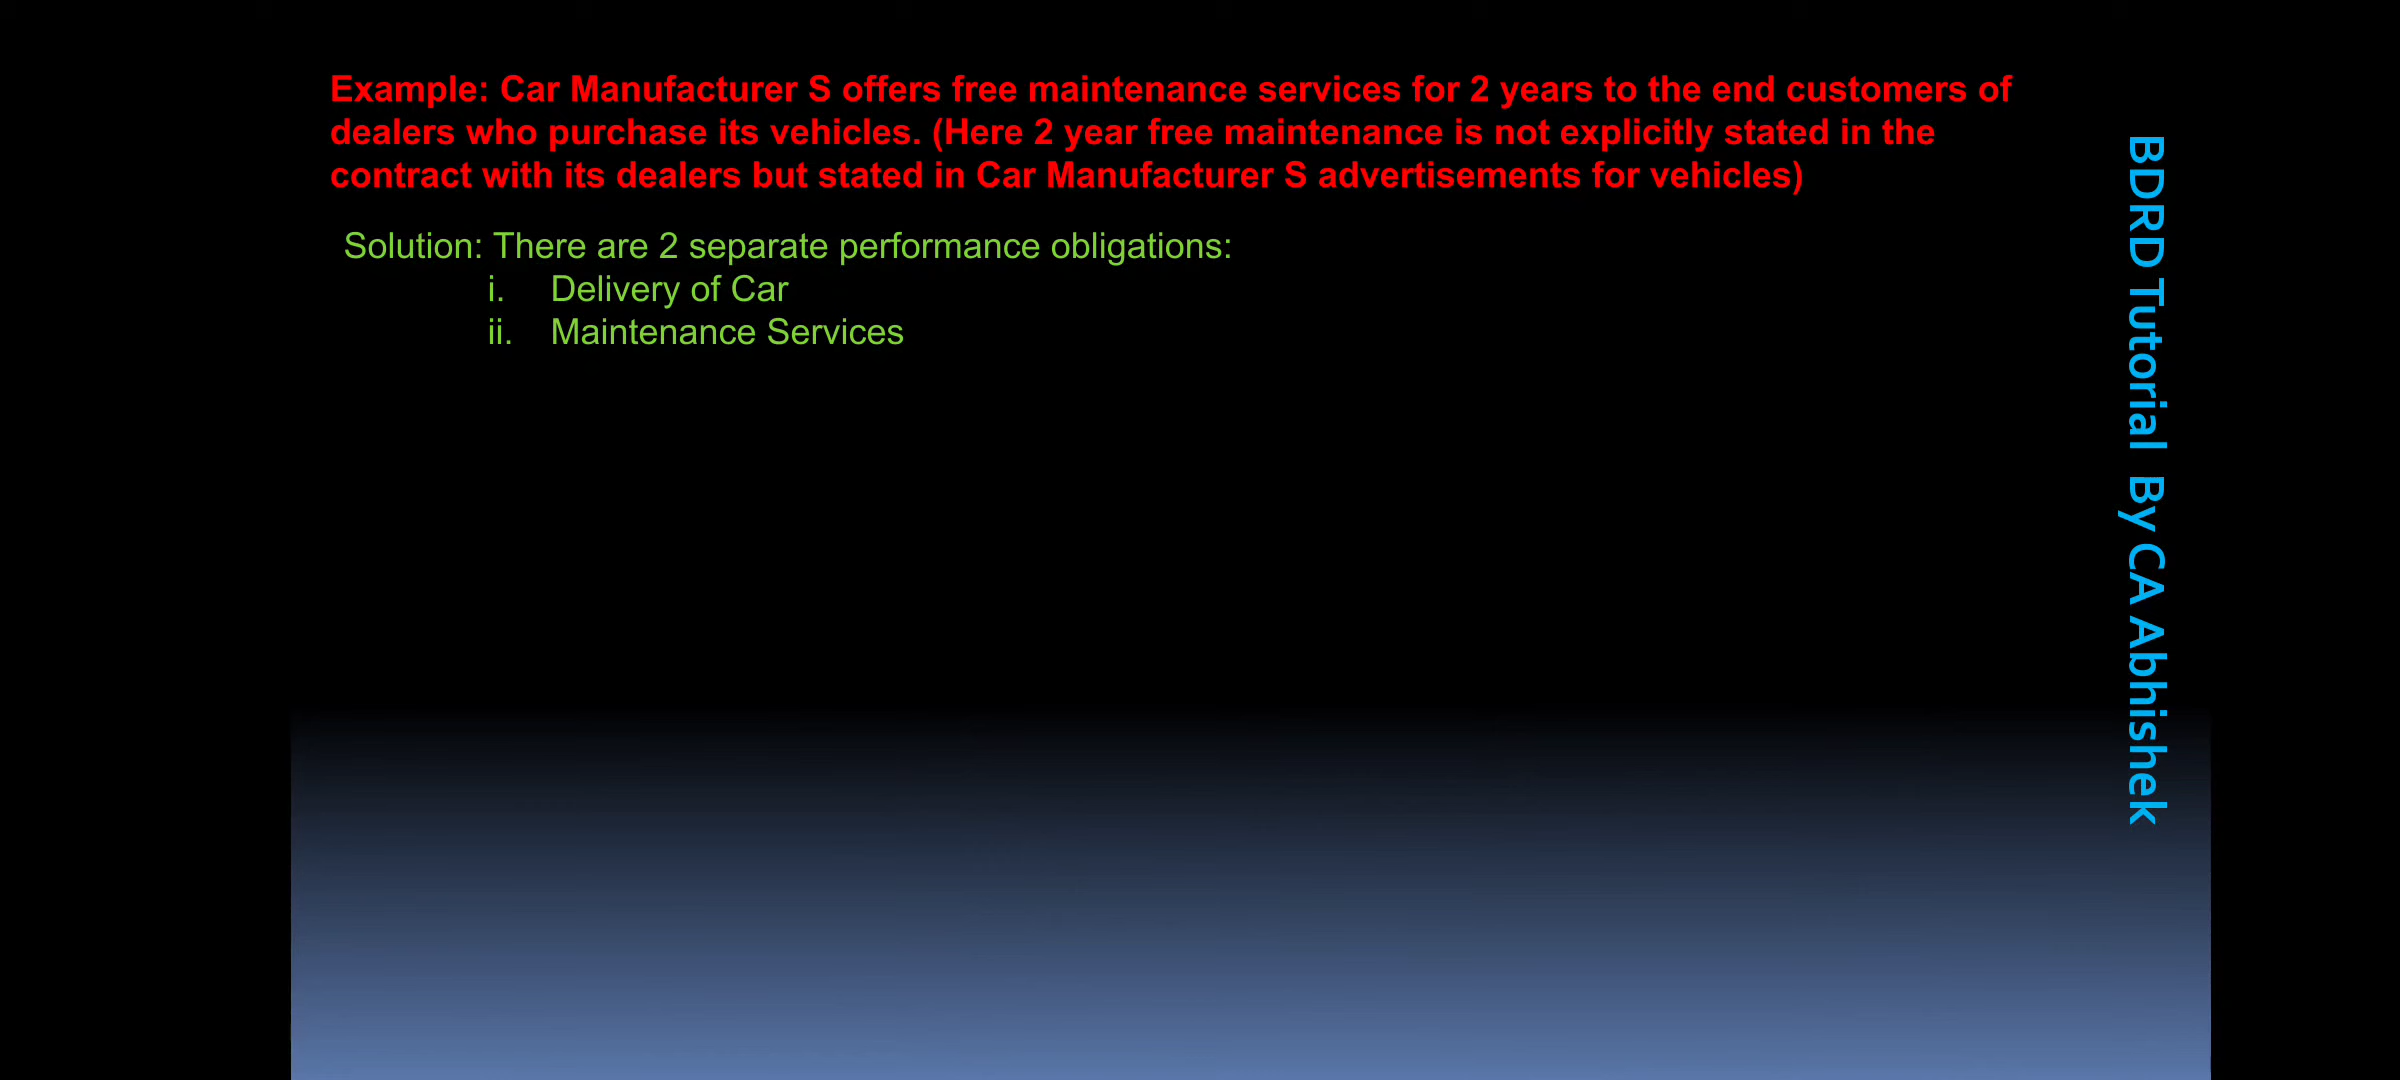 Example: Car Manufacturer S offers free maintenance services for 2 years to the end customers of
dealers who purchase its vehicles. (Here 2 year free maintenance is not explicitly stated in the
contract with its dealers but stated in Car Manufacturer S advertisements for vehicles)
Solution: There are 2 separate performance obligations:
i. Delivery of Car
ii. Maintenance Services
BDRD Tutorial By CA Abhishek